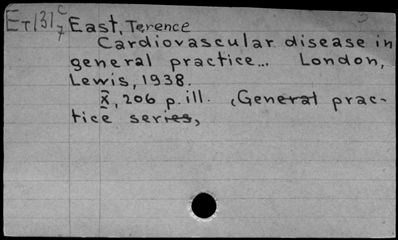 ET/31/7 c East, Terence
Cardiovascular disease in
general practice... London,
Lewis, 1938.
x, 206 p. ill. (General prac-
tice series,